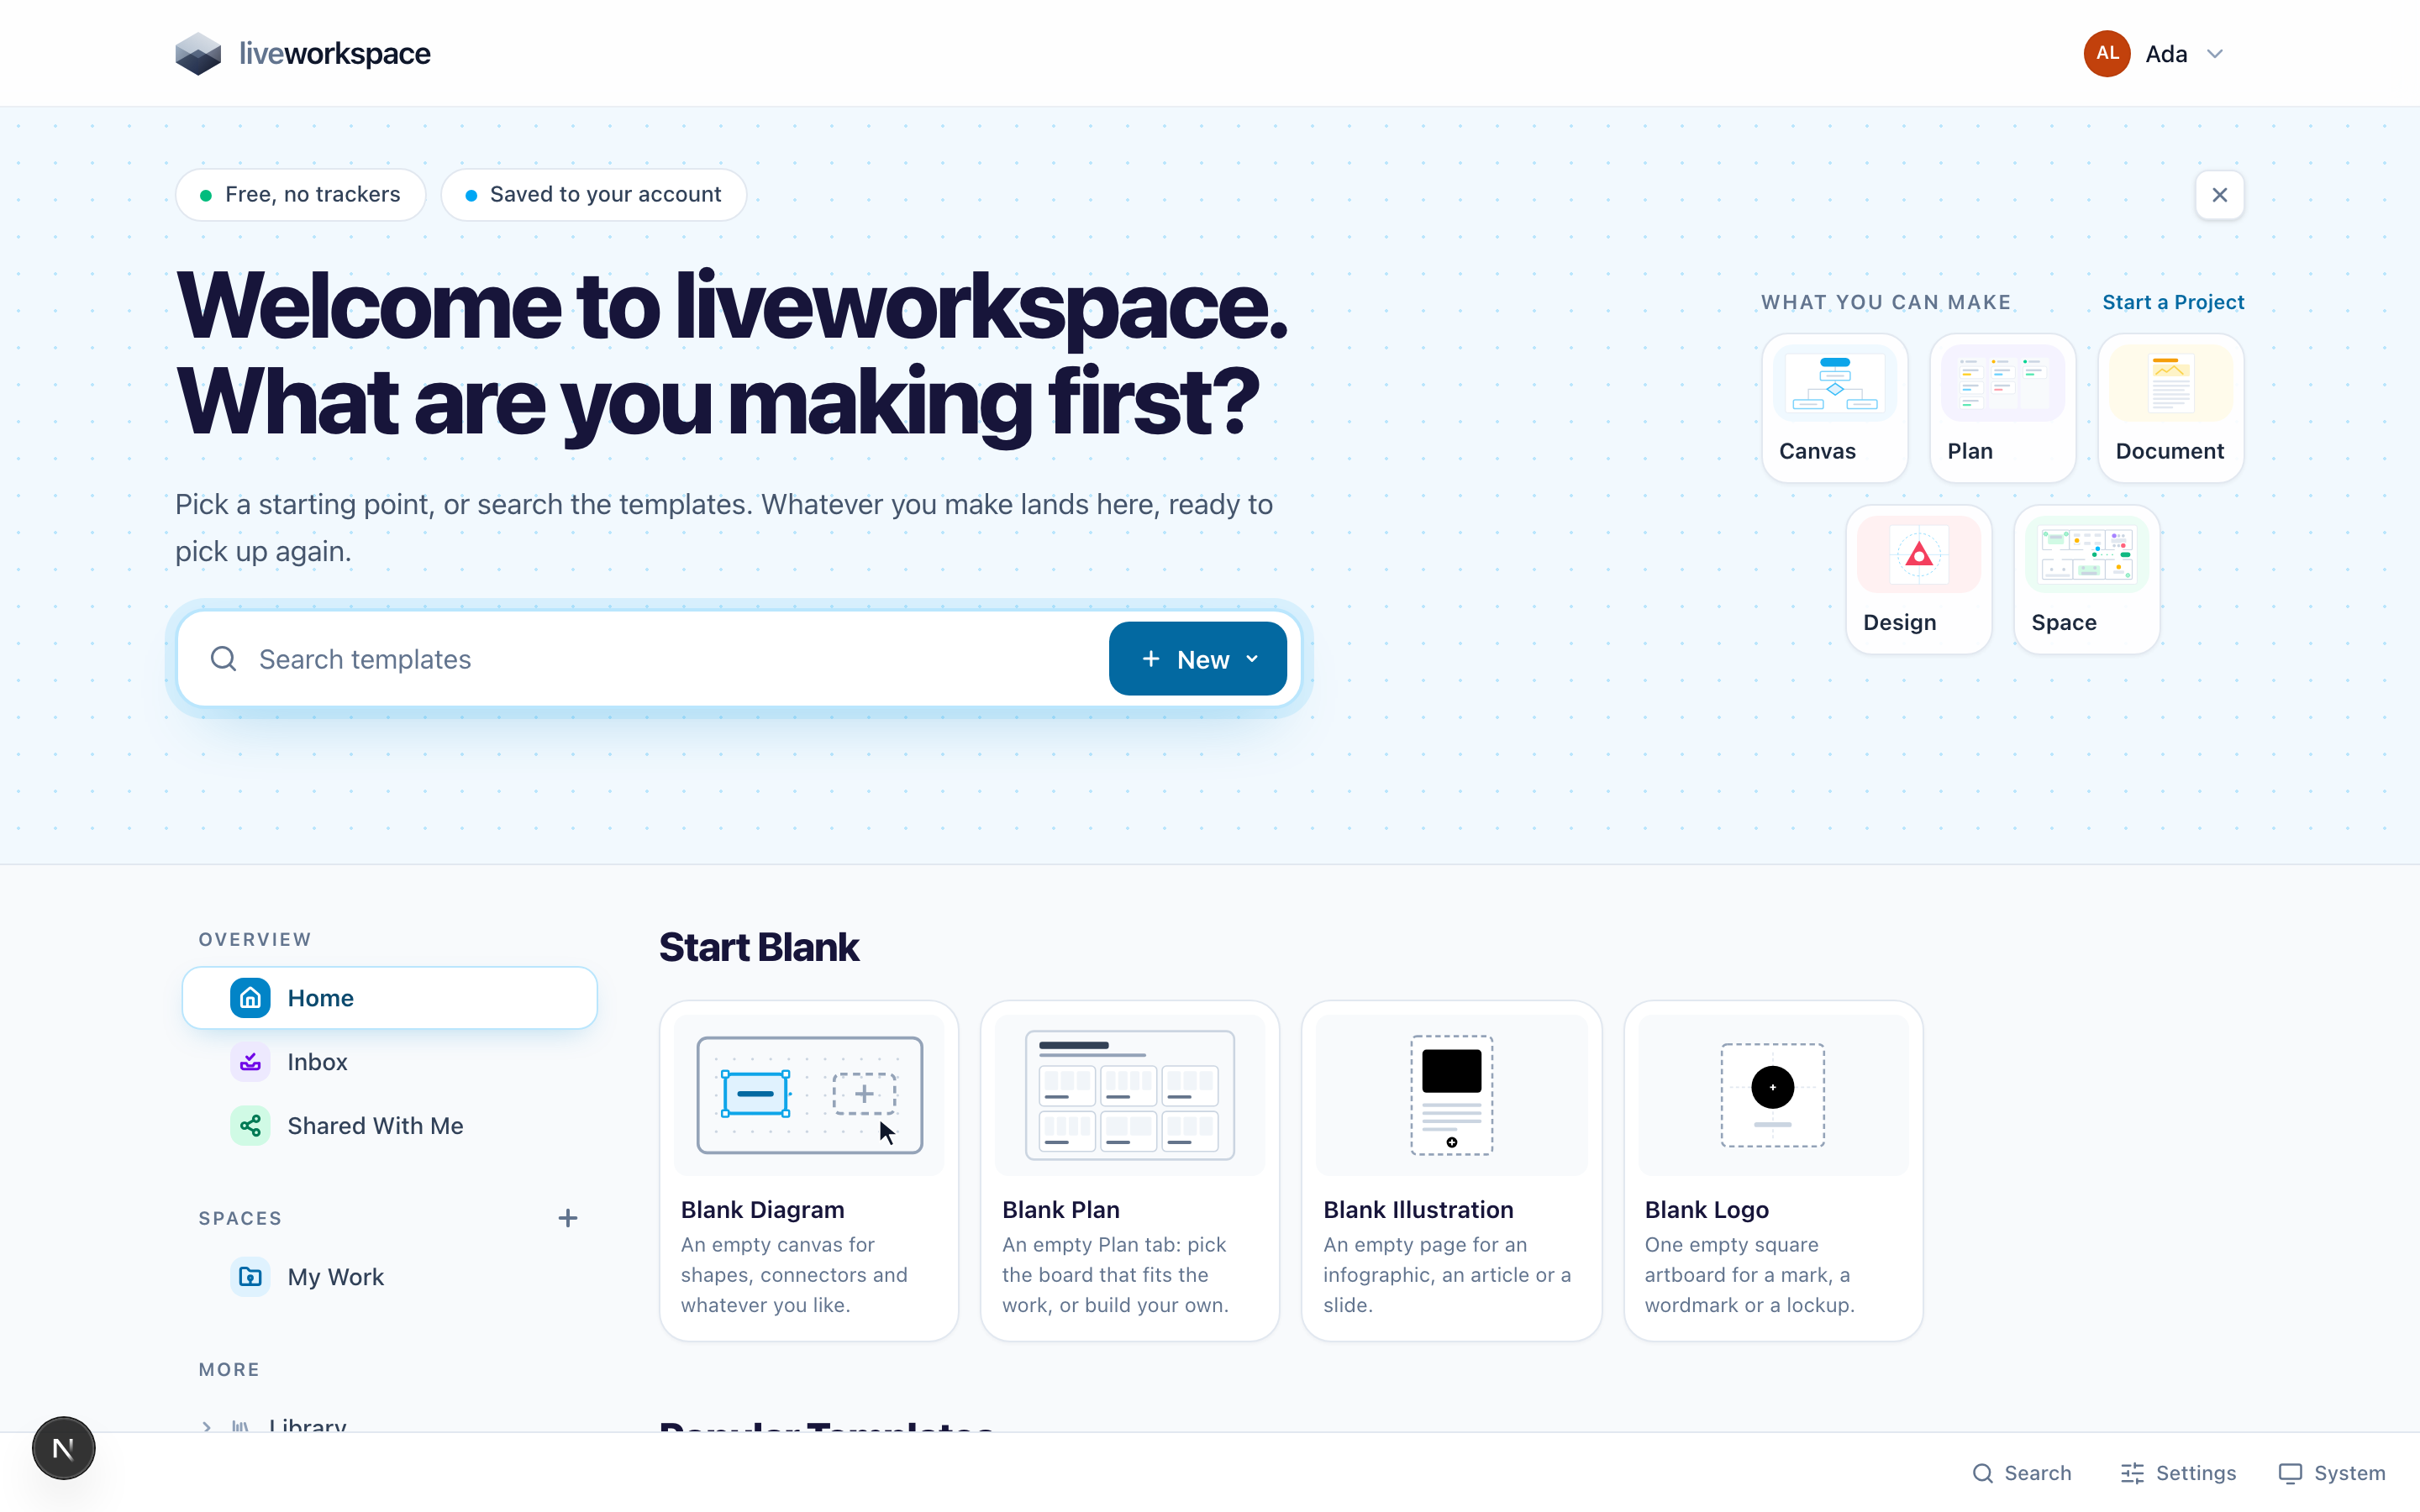 liveworkspace
AL Ada
Free, no trackers
Saved to your account
Welcome to liveworkspace.
What are you making first?
Pick a starting point, or search the templates. Whatever you make lands here, ready to
pick up again.
Search templates
+ New
WHAT YOU CAN MAKE
Start a Project
Canvas
Plan
Document
Design
Space
OVERVIEW
Home
Inbox
Shared With Me
SPACES
My Work
MORE
Library
Start Blank
Blank Diagram
An empty canvas for
shapes, connectors and
whatever you like.
Blank Plan
An empty Plan tab: pick
the board that fits the
work, or build your own.
Blank Illustration
An empty page for an
infographic, an article or a
slide.
Blank Logo
One empty square
artboard for a mark, a
wordmark or a lockup.
Popular Templates
N
Search
Settings
System